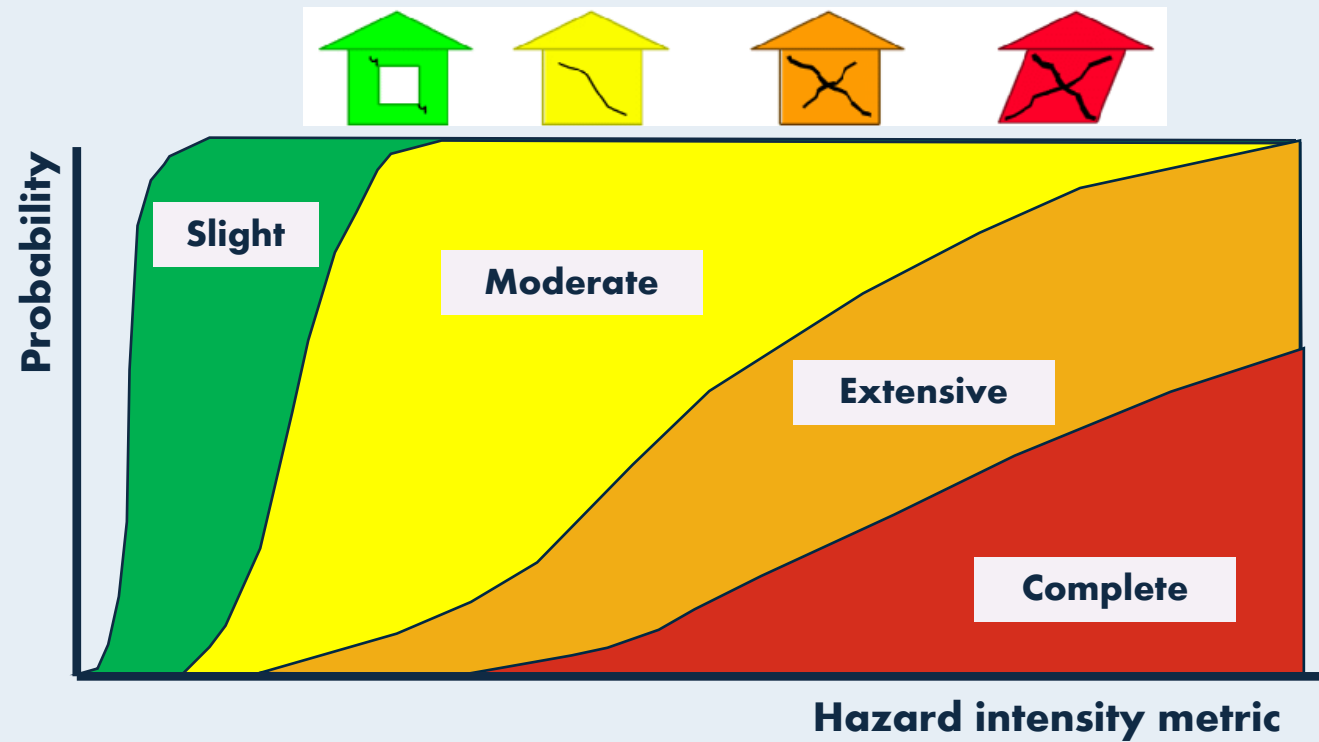 Probability
Slight
Moderate
Extensive
Complete
Hazard intensity metric